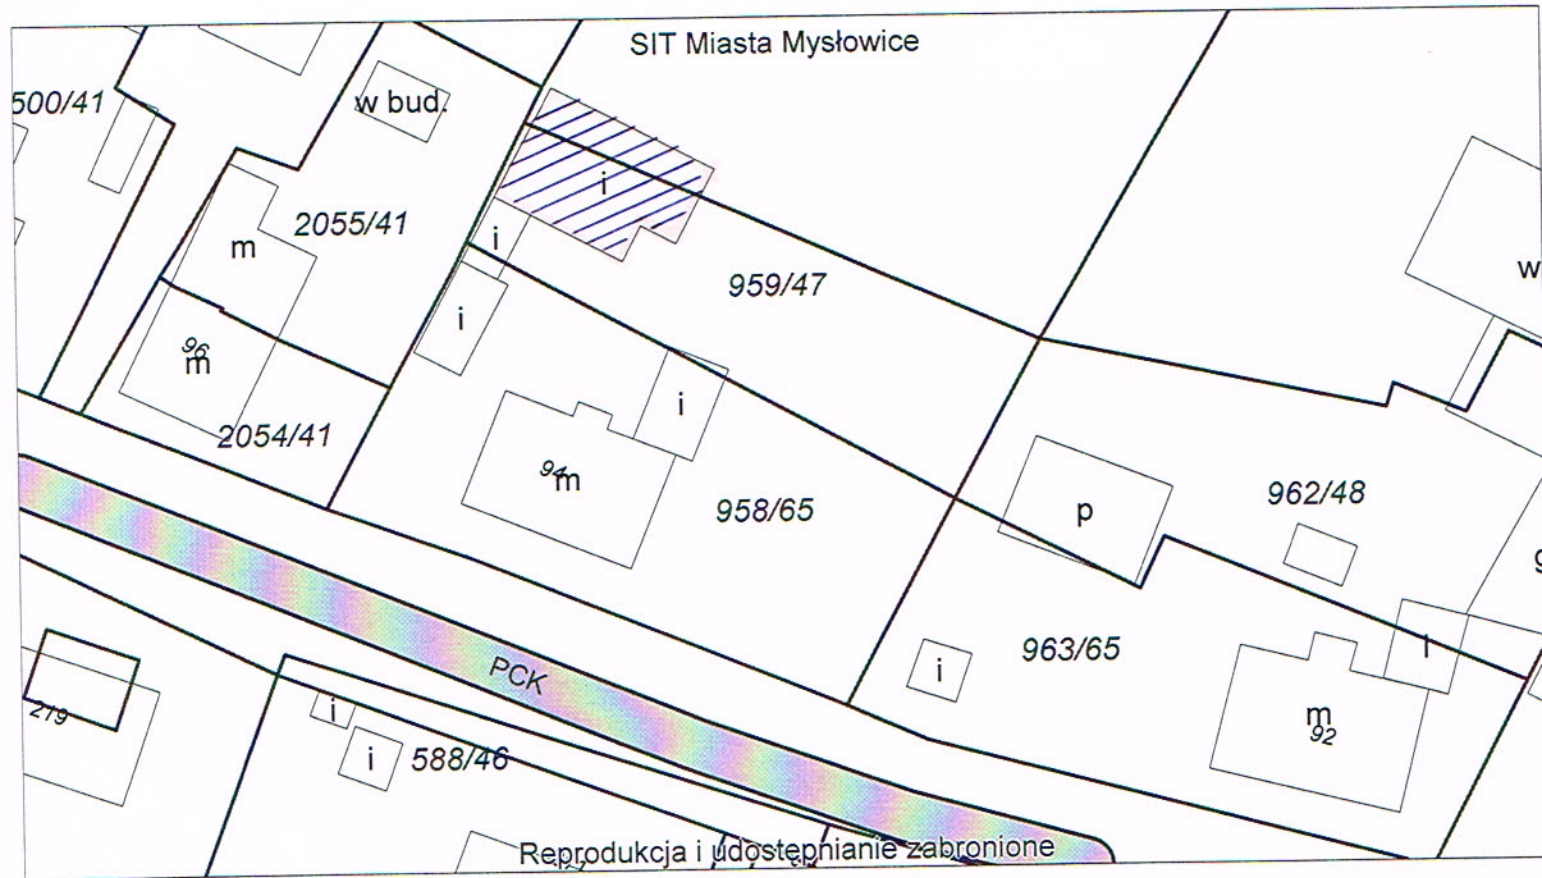 SIT Miasta Mysłowice
500/41
w bud.
i
2055/41
m
i
w
959/47
i
96
m
i
2054/41
94
m
958/65
p
962/48
g
963/65
i
i
PCK
279
m
92
i
i
588/46
Reprodukcja i udostępnianie zabronione